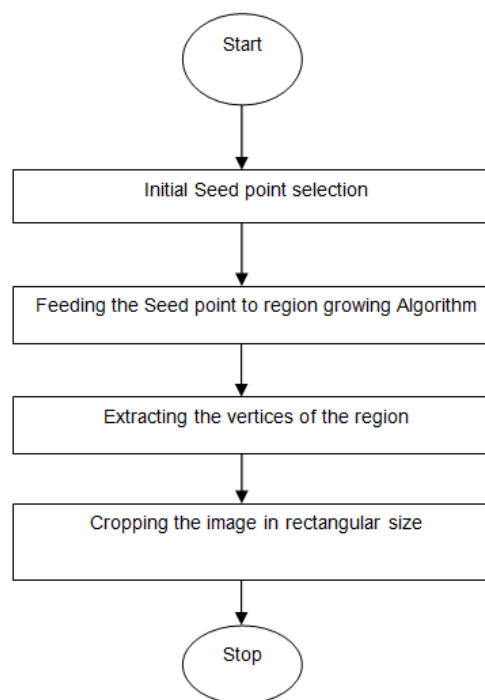 Start
Initial Seed point selection
Feeding the Seed point to region growing Algorithm
Extracting the vertices of the region
Cropping the image in rectangular size
Stop